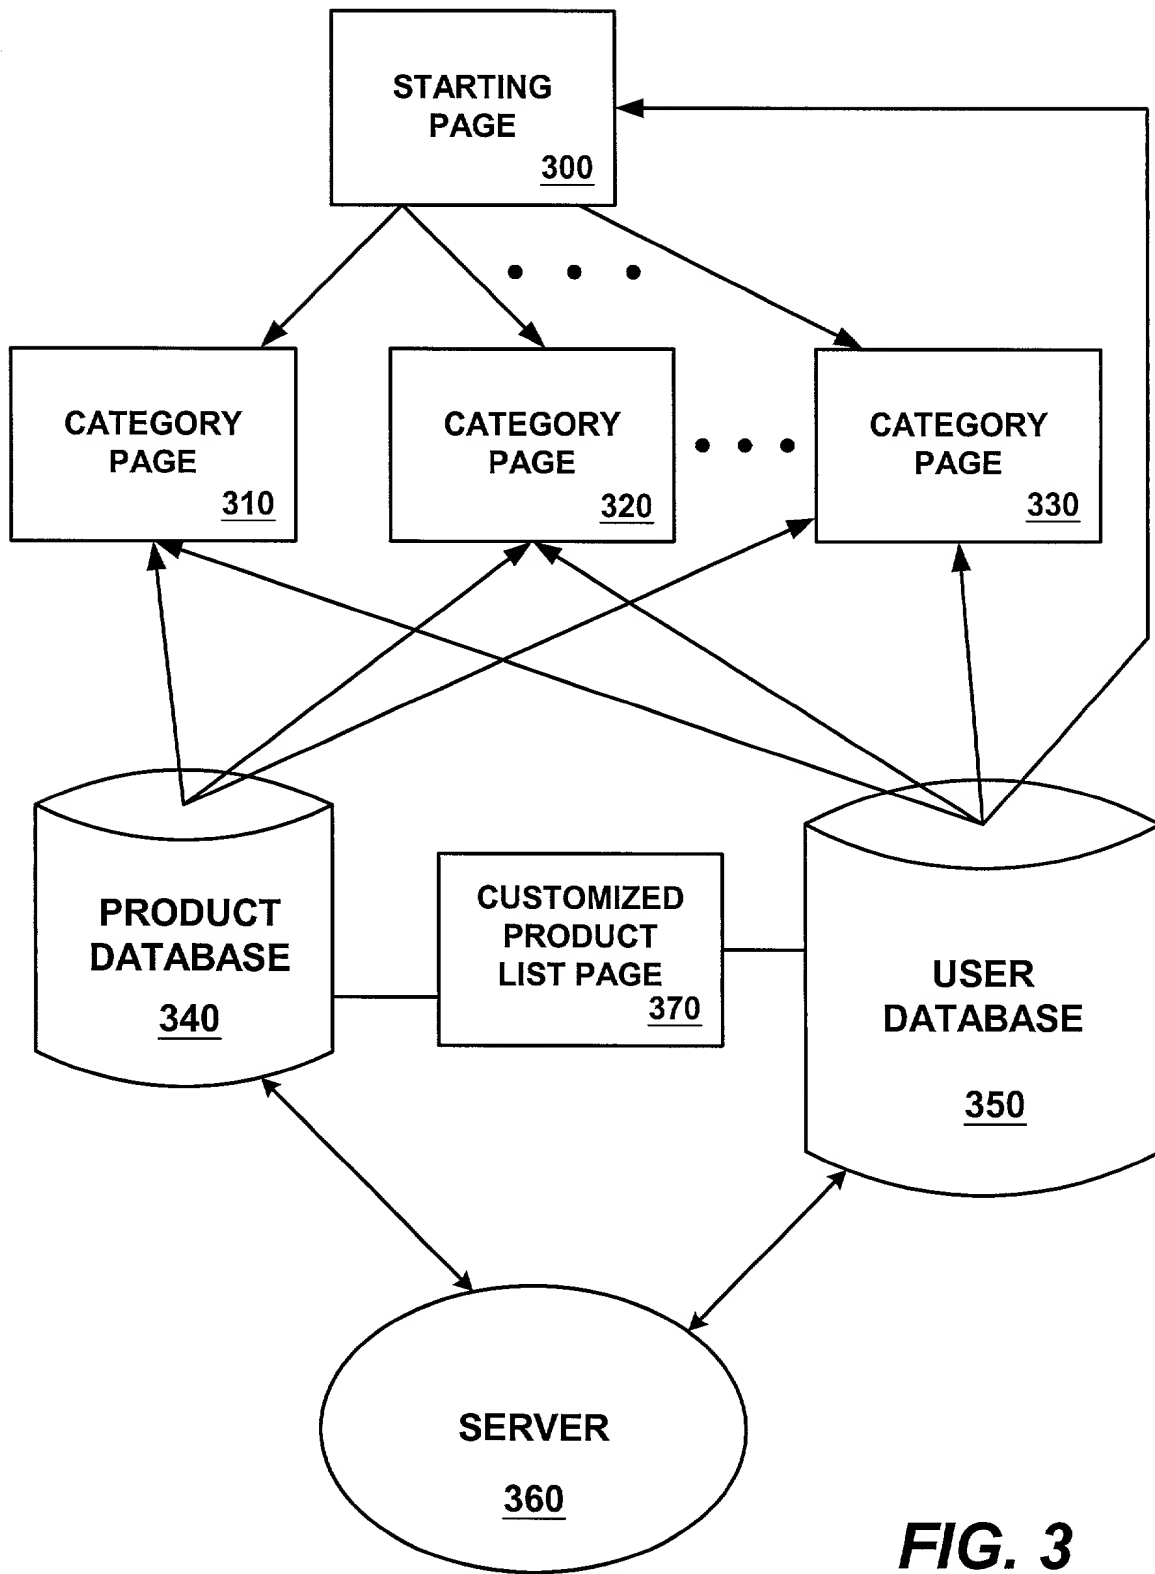 STARTING
PAGE
300
CATEGORY
PAGE
310
CATEGORY
PAGE
320
CATEGORY
PAGE
330
PRODUCT
DATABASE
340
CUSTOMIZED
PRODUCT
LIST PAGE
370
USER
DATABASE
350
SERVER
360
FIG. 3